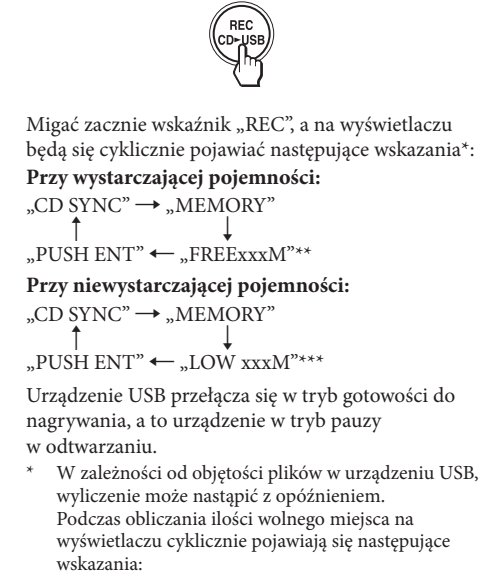 REC
CD►USB
Migać zacznie wskaźnik „REC”, a na wyświetlaczu
będą się cyklicznie pojawiać następujące wskazania*:
Przy wystarczającej pojemności:
„CD SYNC” → „MEMORY”
↑ ↓
„PUSH ENT” ← „FREExxxM”**
Przy niewystarczającej pojemności:
„CD SYNC” → „MEMORY”
↑ ↓
„PUSH ENT” ← „LOW xxxM”***
Urządzenie USB przełącza się w tryb gotowości do
nagrywania, a to urządzenie w tryb pauzy
w odtwarzaniu.
* W zależności od objętości plików w urządzeniu USB,
wyliczenie może nastąpić z opóźnieniem.
Podczas obliczania ilości wolnego miejsca na
wyświetlaczu cyklicznie pojawiają się następujące
wskazania: